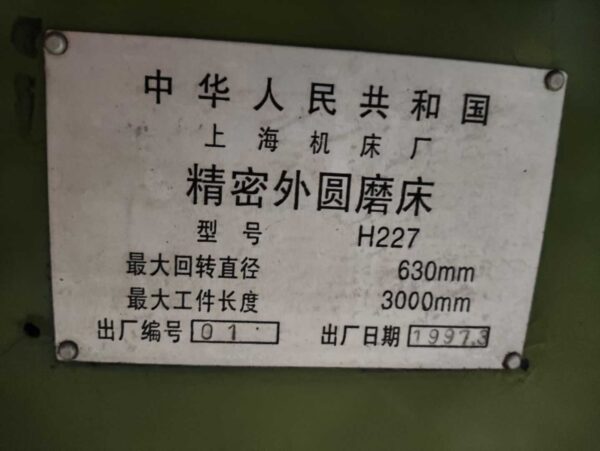 中华人民共和国
上海机床厂
精密外圆磨床
型号 H227
最大回转直径 630mm
最大工件长度 3000mm
出厂编号 01 出厂日期 1997.3